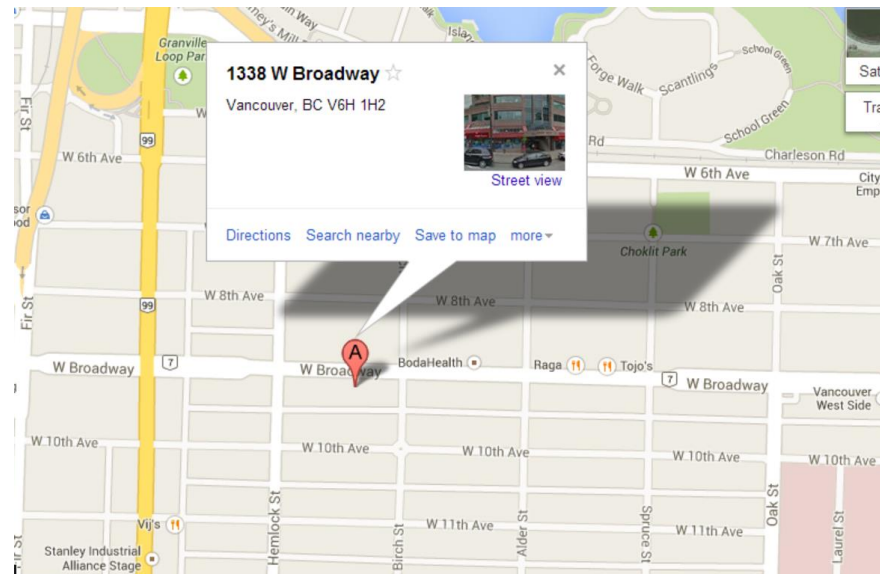 Granville
Loop Par
1338 W Broadway
Vancouver, BC V6H 1H2
Street view
Directions Search nearby Save to map more
Way
Forge Walk
Scantlings
School Green
School Green
Charleson Rd
Rd
Fir St
99
W 6th Ave
W 6th Ave
City
Emp
Sat
Tra
Choklit Park
W 7th Ave
Oak St
Fir St
99
W 8th Ave
W 8th Ave
W 8th Ave
W Broadway
7
W Broadway
A
BodaHealth
Raga
Tojo's
7
W Broadway
Vancouver
West Side
W 10th Ave
W 10th Ave
W 10th Ave
W 10th Ave
W 10th Ave
Vij's
Hemlock St
Birch St
Alder St
W 11th Ave
Spruce St
W 11th Ave
Oak St
Laurel St
Stanley Industrial
Alliance Stage